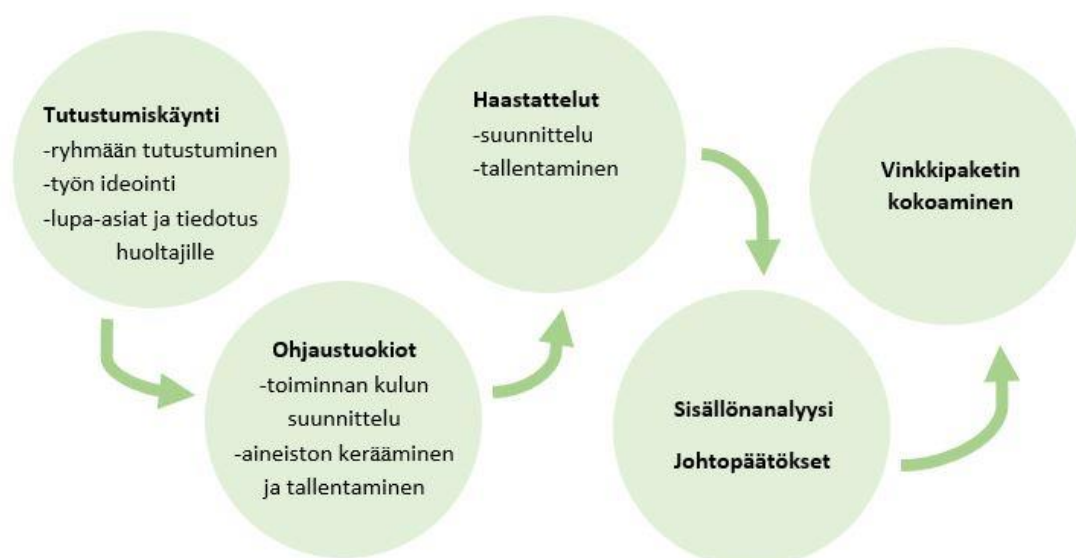 Tutustumiskäynti
-ryhmään tutustuminen
-työn ideointi
-lupa-asiat ja tiedotus
huoltajille
Ohjaustuokiot
-toiminnan kulun
suunnittelu
-aineiston kerääminen
ja tallentaminen
Haastattelut
-suunnittelu
-tallentaminen
Sisällönanalyysi
Johtopäätökset
Vinkkipaketin
kokoaminen